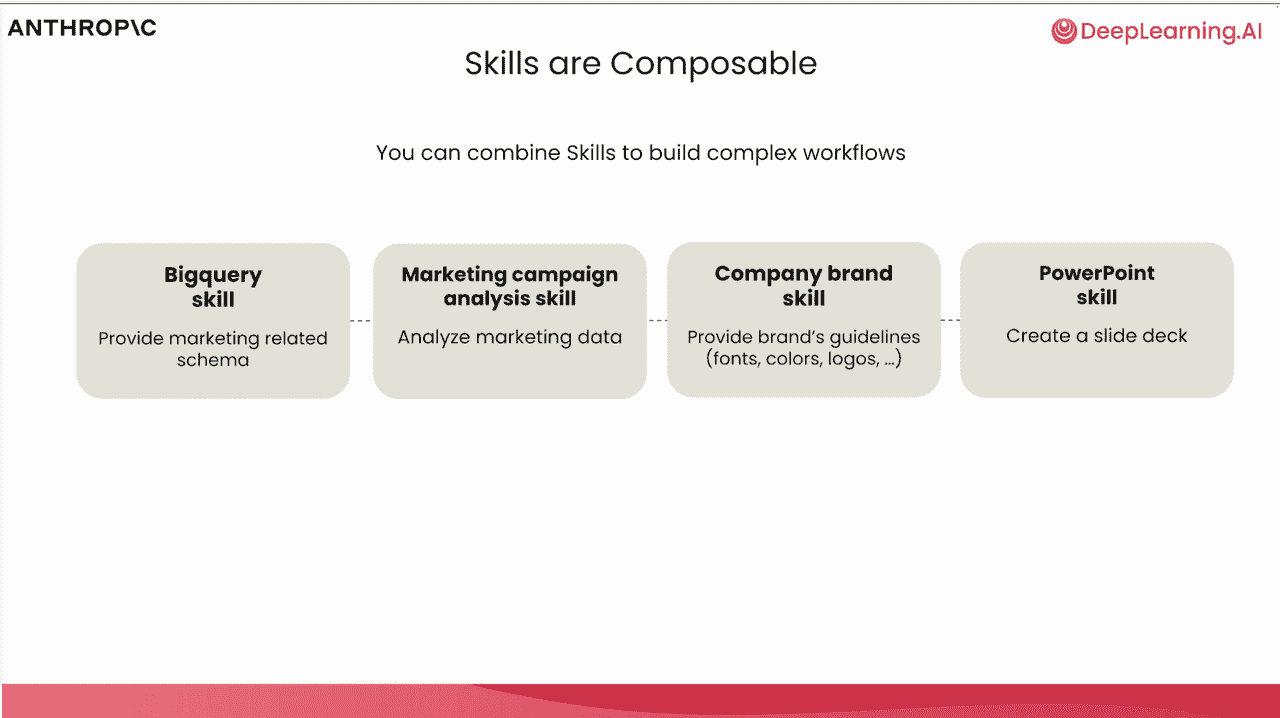 ANTHROP\C
DeepLearning.AI
Skills are Composable
You can combine Skills to build complex workflows
Bigquery
skill
Provide marketing related
schema
Marketing campaign
analysis skill
Analyze marketing data
Company brand
skill
Provide brand's guidelines
(fonts, colors, logos, ...)
PowerPoint
skill
Create a slide deck